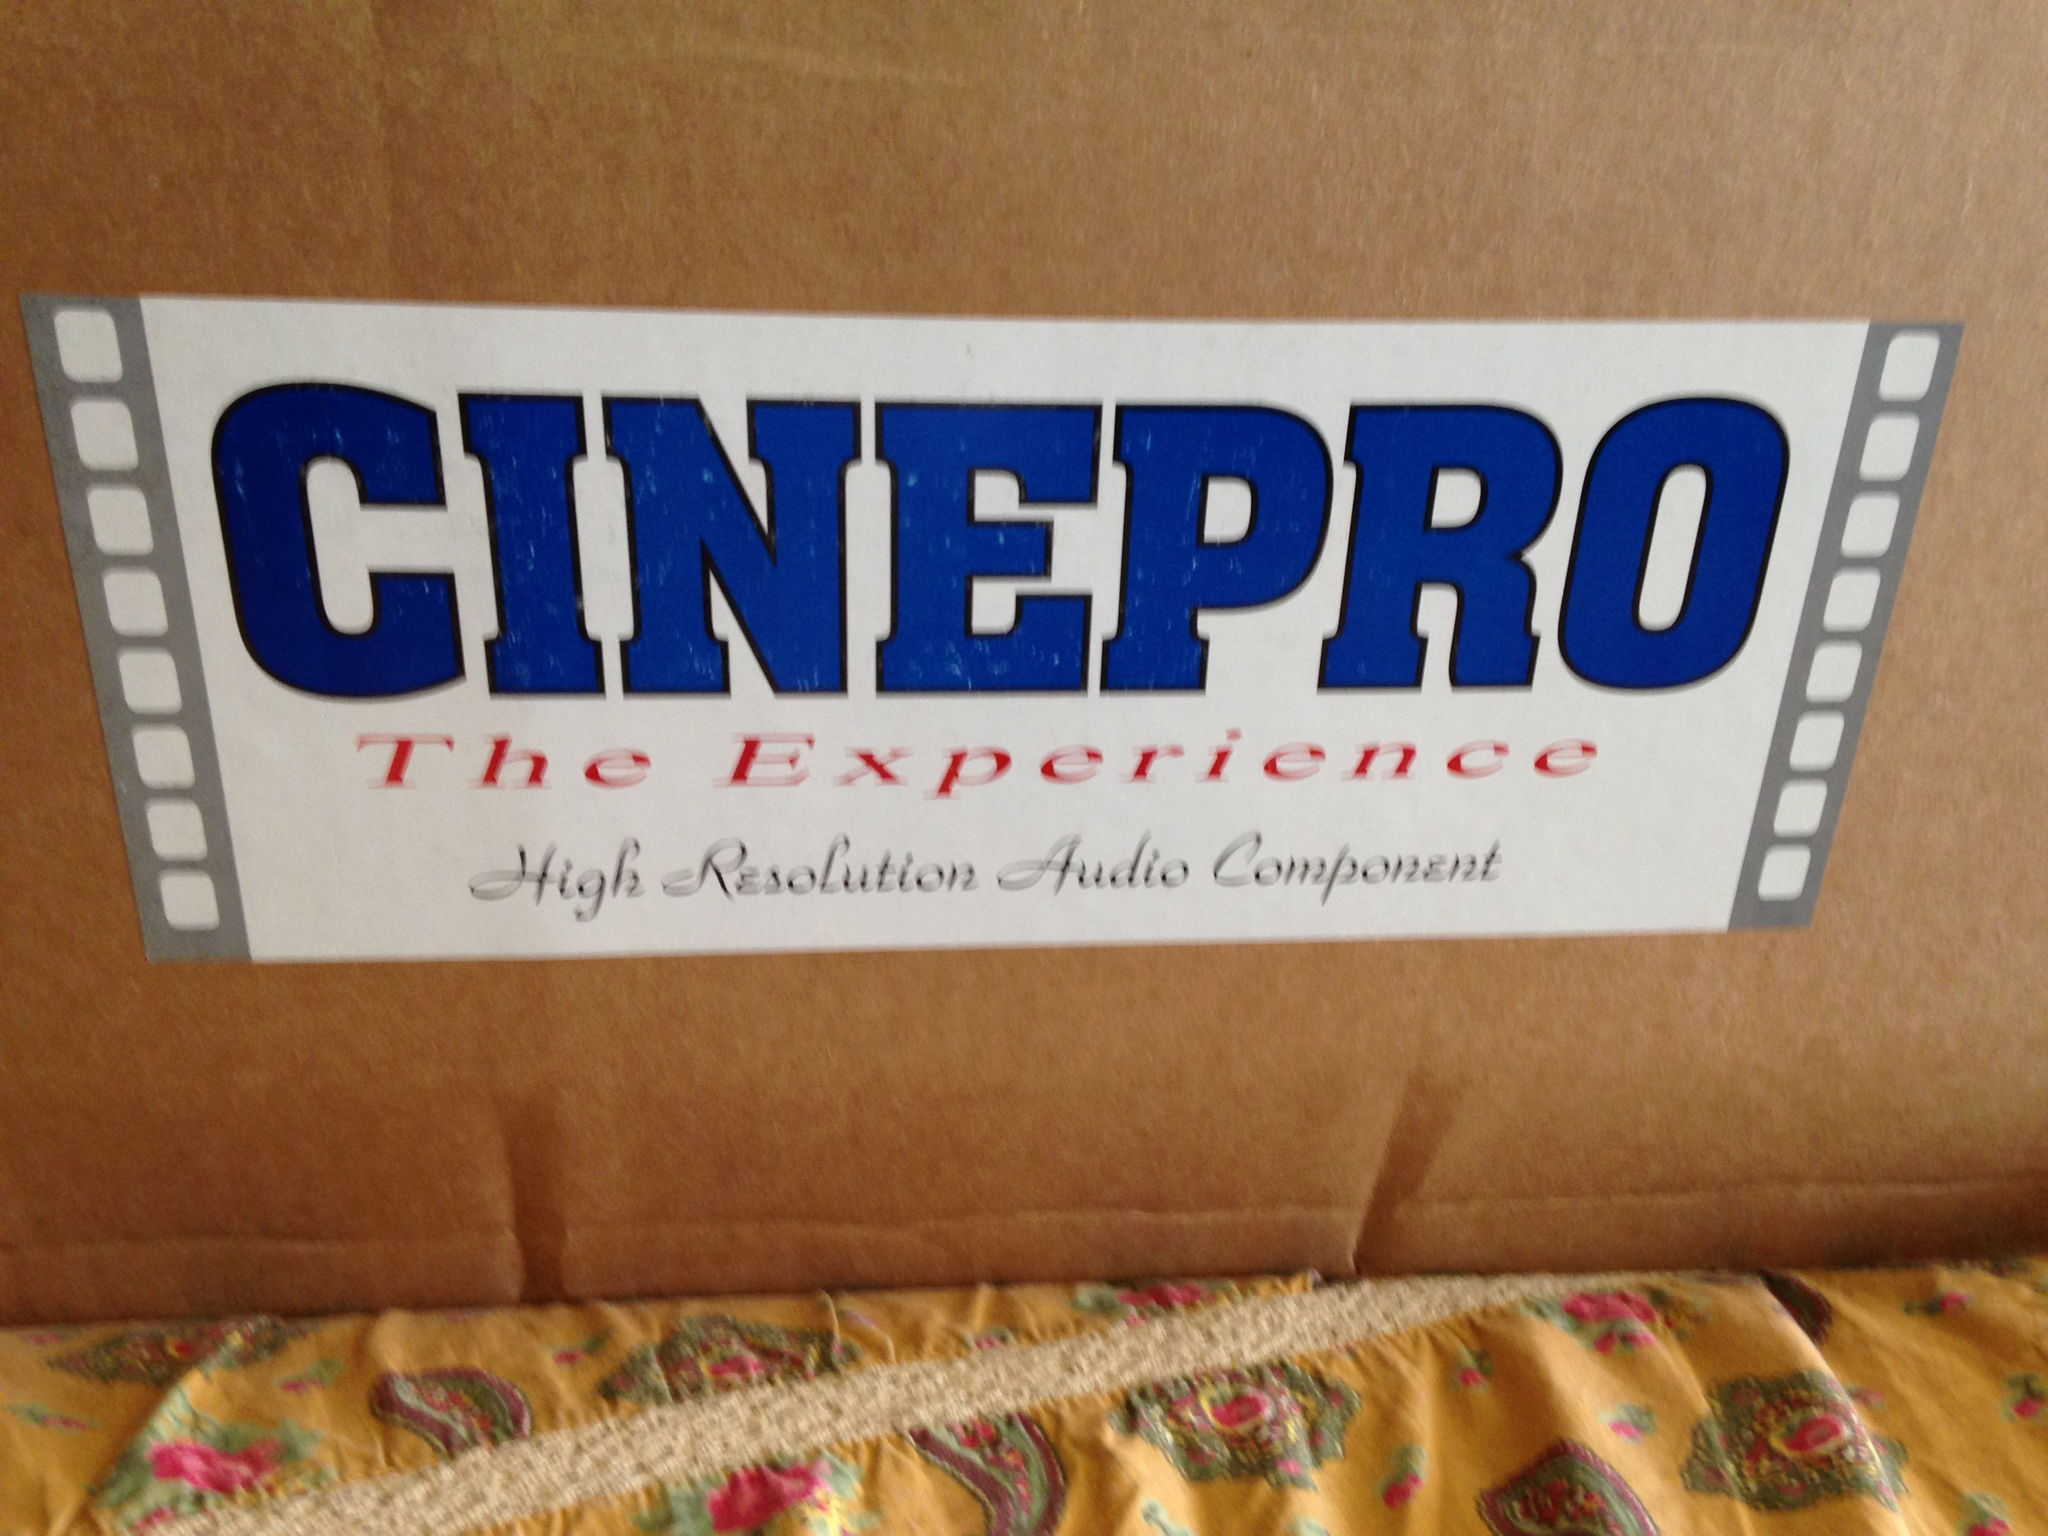 CINEPRO
The Experience
High Resolution Audio Component